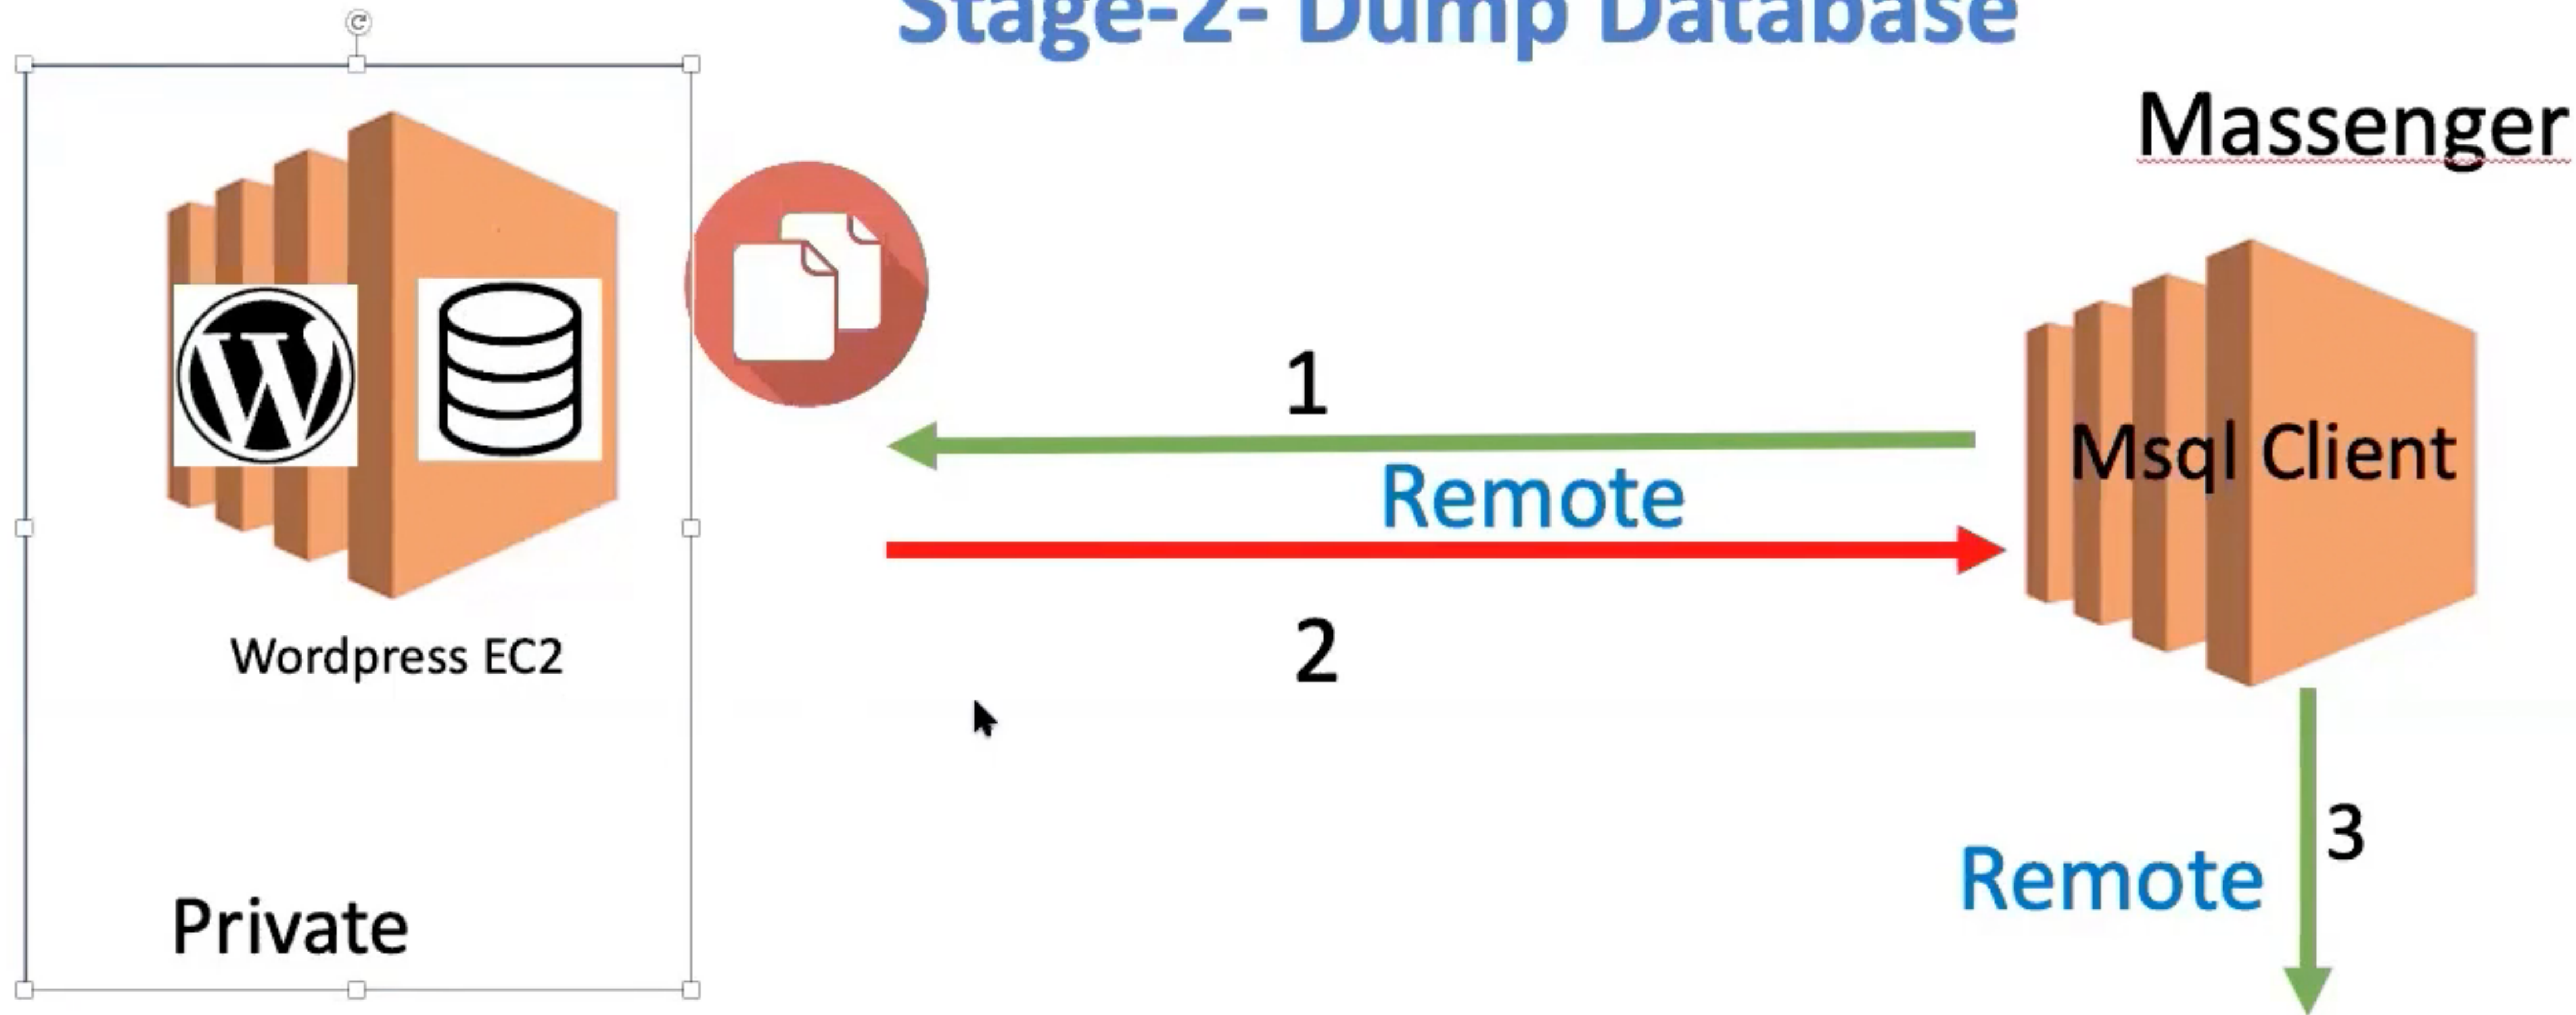 Stage-2- Dump Database
Massenger
1
Msql Client
Remote
2
Wordpress EC2
3
Remote
Private